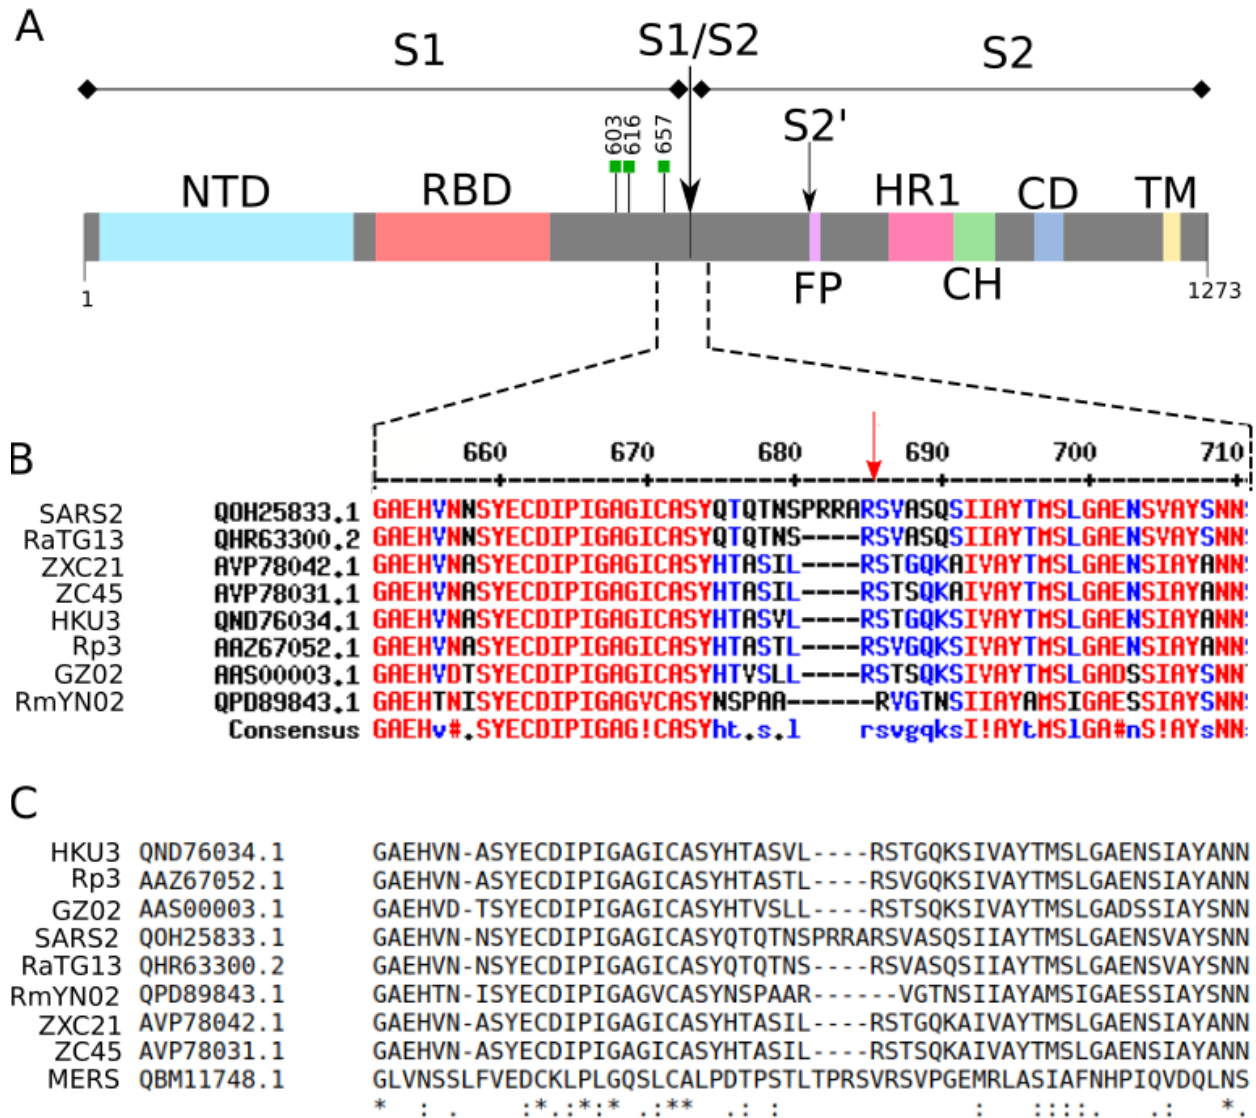 A
S1 S1/S2 S2
603 616 657 S2'
NTD RBD HR1 CD TM
FP CH
1 1273
B
660 670 680 690 700 710
SARS2 QOH25833.1 GAEHVNNSYECDIPIGAGICASYQTQTNSPRRARSVASQSIIAYTMSLGAENSVAYSNN
RaTG13 QHR63300.2 GAEHVNNSYECDIPIGAGICASYQTQTNS----RSVASQSIIAYTMSLGAENSVAYSNN
ZXC21 AVP78042.1 GAEHVNASYECDIPIGAGICASYHTASIL----RSTGQKAIVAYTMSLGAENSIAYANN
ZC45 AVP78031.1 GAEHVNASYECDIPIGAGICASYHTASIL----RSTSQKAIVAYTMSLGAENSIAYANN
HKU3 QND76034.1 GAEHVNASYECDIPIGAGICASYHTASVL----RSTGQKSIVAYTMSLGAENSIAYANN
Rp3 AAZ67052.1 GAEHVNASYECDIPIGAGICASYHTASTL----RSVGQKSIVAYTMSLGAENSIAYANN
GZ02 AAS00003.1 GAEHVDTSYECDIPIGAGICASYHTVSLL----RSTSQKSIVAYTMSLGADSSIAYSNN
RmYN02 QPD89843.1 GAEHTNISYECDIPIGAGVCASYNSPAA------RVGTNSIIAYAMSIGAESSIAYSNN
Consensus GAEHv#.SYECDIPIGAG!CASYht.s.l rsvgqksI!AYtMSlGA#nS!AYsNN
C
HKU3 QND76034.1 GAEHVN-ASYECDIPIGAGICASYHTASVL----RSTGQKSIVAYTMSLGAENSIAYANN
Rp3 AAZ67052.1 GAEHVN-ASYECDIPIGAGICASYHTASTL----RSVGQKSIVAYTMSLGAENSIAYANN
GZ02 AAS00003.1 GAEHVD-TSYECDIPIGAGICASYHTVSLL----RSTSQKSIVAYTMSLGADSSIAYSNN
SARS2 QOH25833.1 GAEHVN-NSYECDIPIGAGICASYQTQTNSPRRARSVASQSIIAYTMSLGAENSVAYSNN
RaTG13 QHR63300.2 GAEHVN-NSYECDIPIGAGICASYQTQTNS----RSVASQSIIAYTMSLGAENSVAYSNN
RmYN02 QPD89843.1 GAEHTN-ISYECDIPIGAGVCASYNSPAAR------VGTNSIIAYAMSIGAESSIAYSNN
ZXC21 AVP78042.1 GAEHVN-ASYECDIPIGAGICASYHTASIL----RSTGQKAIVAYTMSLGAENSIAYANN
ZC45 AVP78031.1 GAEHVN-ASYECDIPIGAGICASYHTASIL----RSTSQKAIVAYTMSLGAENSIAYANN
MERS QBM11748.1 GLVNSSLFVEDCKLPLGQSLCALPDTPSTLTPRSVRSVPGEMRLASIAFNHPIQVDQLNS
* : . :*.:*:* .:** .: : : ::::. .: *.